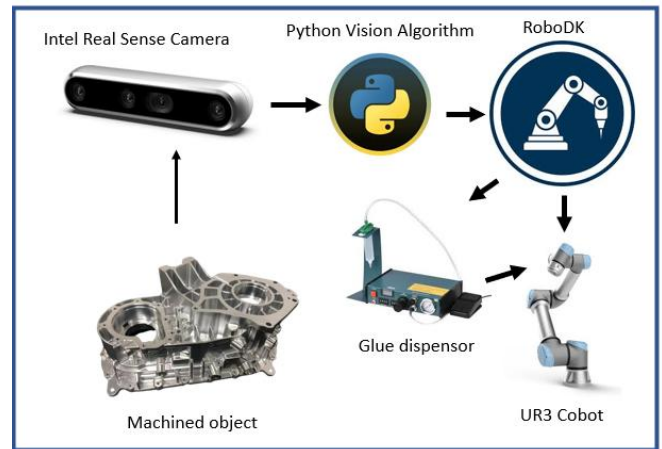 Intel Real Sense Camera
Python Vision Algorithm
RoboDK
Glue dispensor
Machined object
UR3 Cobot